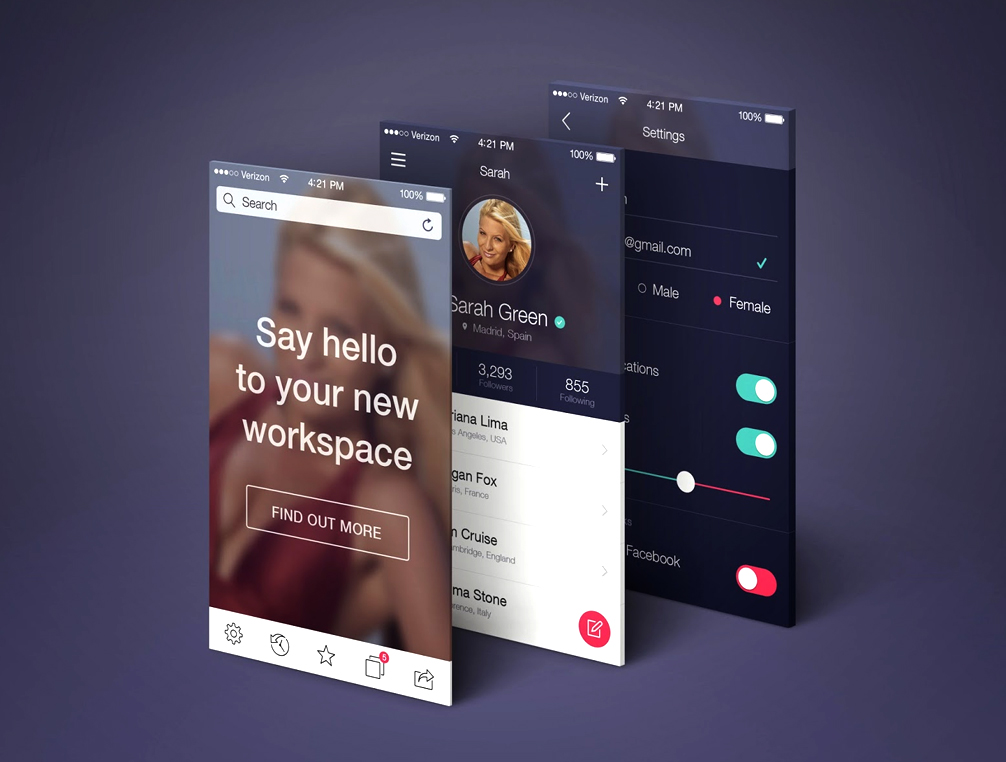 Verizon
4:21 PM
100%
Search
Say hello
to your new
workspace
FIND OUT MORE
5
Verizon
4:21 PM
100%
Sarah
Sarah Green
Madrid, Spain
3,293
Followers
855
Following
riana Lima
s Angeles, USA
gan Fox
ris, France
m Cruise
mbridge, England
ma Stone
rence, Italy
Verizon
4:21 PM
100%
Settings
@gmail.com
Male
Female
cations
s
ks
Facebook